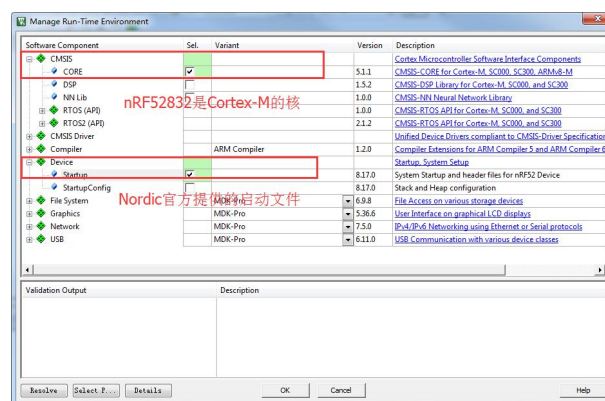 Manage Run-Time Environment
Software Component Sel. Variant Version Description
CMSIS Cortex Microcontroller Software Interface Components
CORE 5.1.1 CMSIS-CORE for Cortex-M, SC000, SC300, ARMv8-M
DSP 1.5.2 CMSIS-DSP Library for Cortex-M, SC000, and SC300
NN Lib 1.0.0 CMSIS-NN Neural Network Library
nRF52832是Cortex-M的核
RTOS (API) 1.0.0 CMSIS-RTOS API for Cortex-M, SC000, and SC300
RTOS2 (API) 2.1.2 CMSIS-RTOS API for Cortex-M, SC000, and SC300
CMSIS Driver Unified Device Drivers compliant to CMSIS-Driver Specification
Compiler ARM Compiler 1.2.0 Compiler Extensions for ARM Compiler 5 and ARM Compiler 6
Device Startup, System Setup
Startup 8.17.0 System Startup and header files for nRF52 Device
StartupConfig 8.17.0 Stack and Heap configuration
Nordic官方提供的启动文件
File System MDK-Pro 6.9.8 File Access on various storage devices
Graphics MDK-Pro 5.36.6 User Interface on graphical LCD displays
Network MDK-Pro 7.5.0 IPv4/IPv6 Networking using Ethernet or Serial protocols
USB MDK-Pro 6.11.0 USB Communication with various device classes
Validation Output Description
Resolve Select P... Details OK Cancel Help